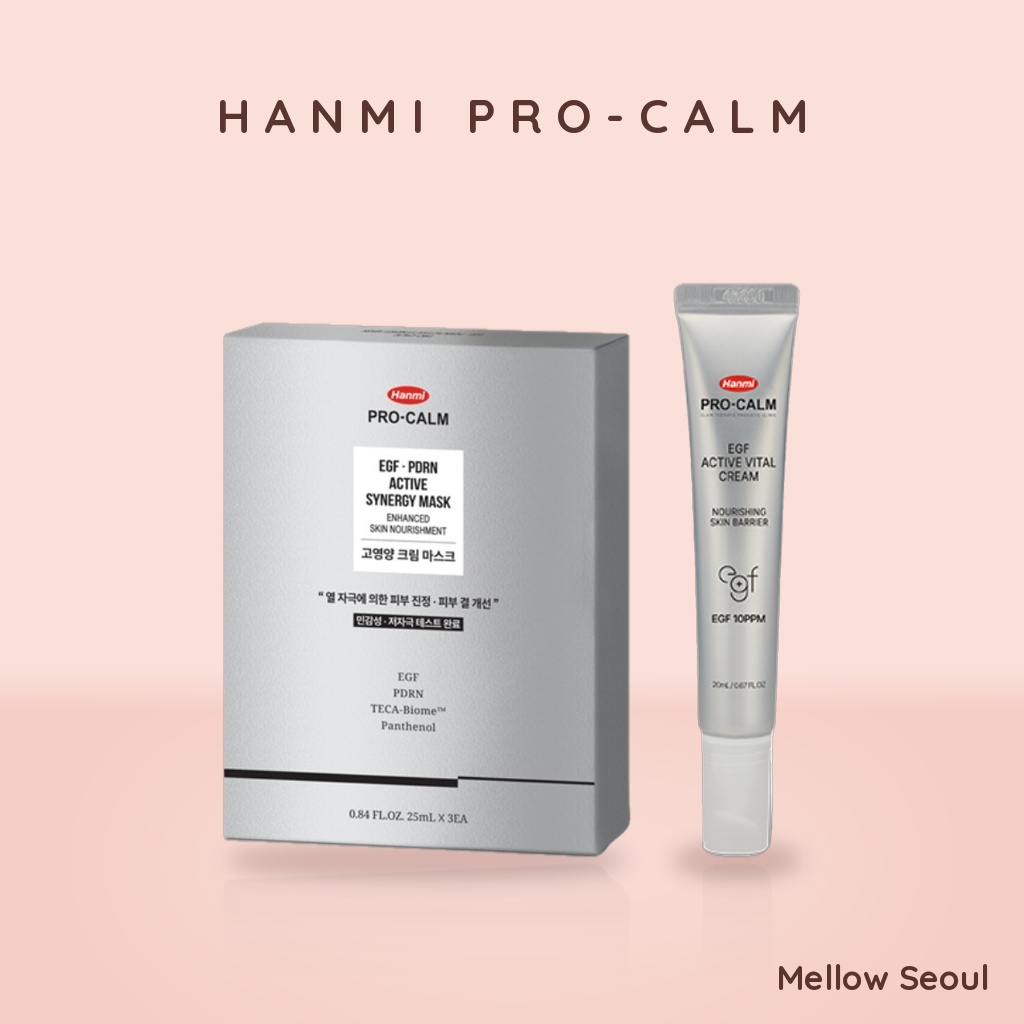 HANMI PRO-CALM
Hanmi
PRO-CALM
EGF · PDRN
ACTIVE
SYNERGY MASK
ENHANCED
SKIN NOURISHMENT
고영양 크림 마스크
“ 열 자극에 의한 피부 진정 · 피부 결 개선 ”
민감성 · 저자극 테스트 완료
EGF
PDRN
TECA-Biome™
Panthenol
0.84 FL.OZ. 25mL X 3EA
Hanmi
PRO-CALM
EGF
ACTIVE VITAL
CREAM
NOURISHING
SKIN BARRIER
egf
EGF 10PPM
20mL / 0.67 FL.OZ
Mellow Seoul